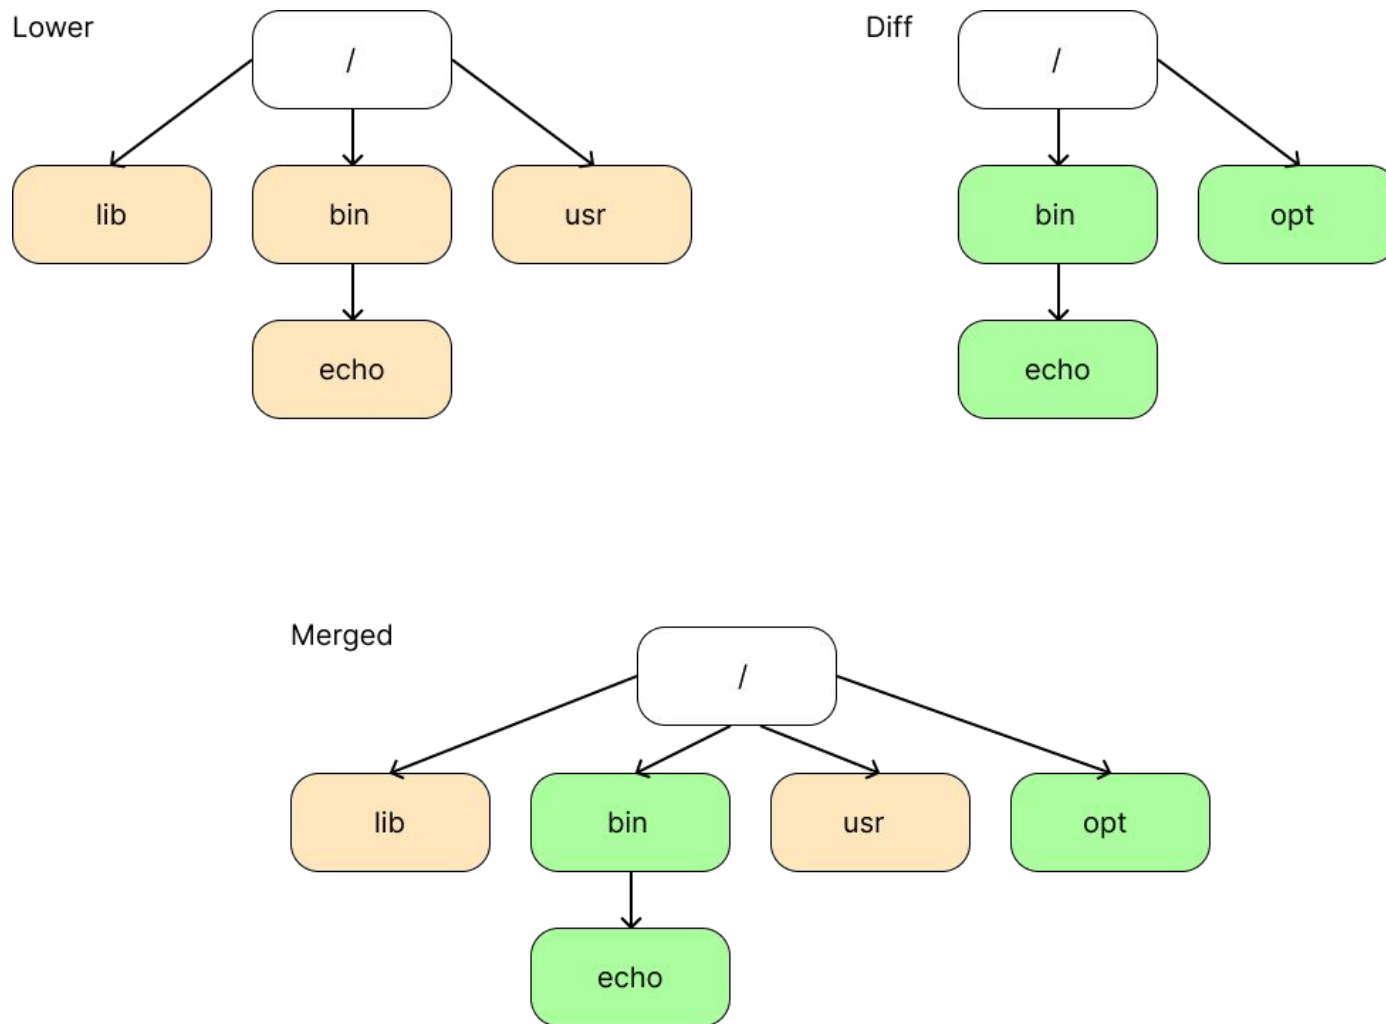 Lower
/
lib
bin
usr
echo
Diff
/
bin
opt
echo
Merged
/
lib
bin
usr
opt
echo